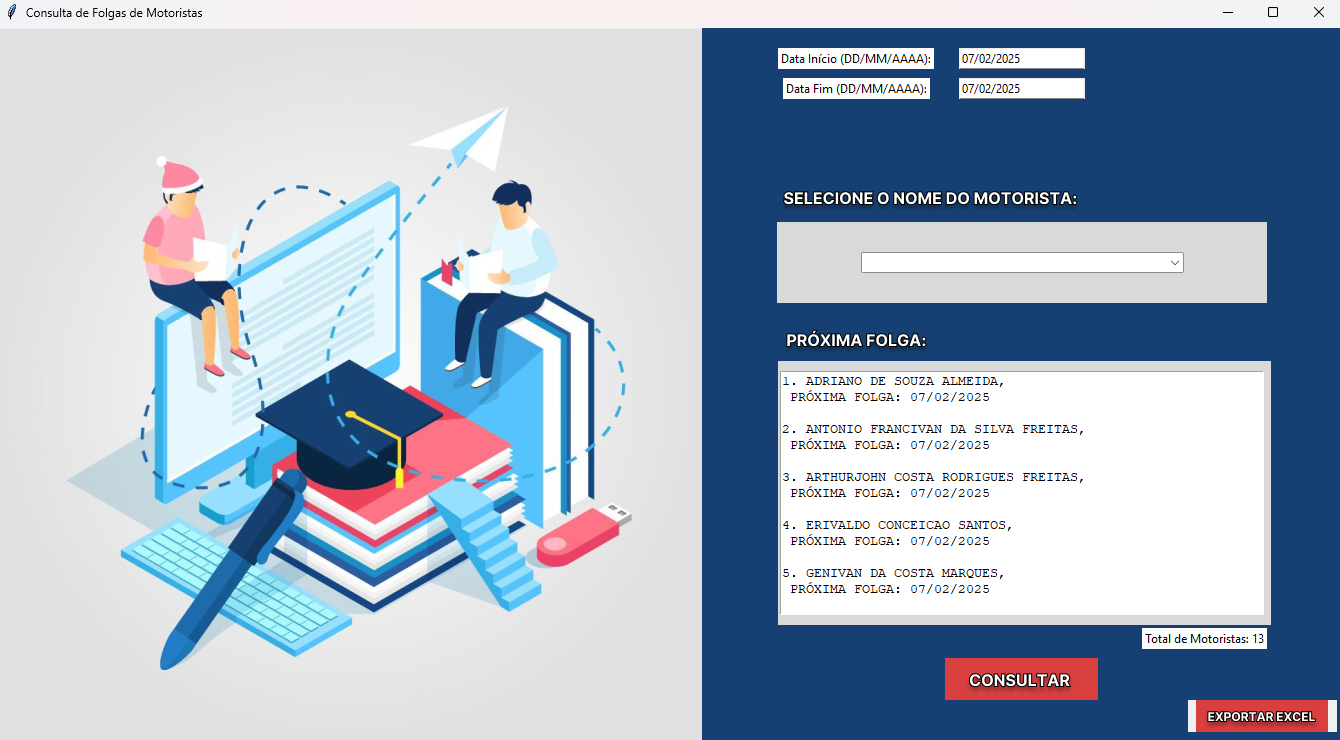 Consulta de Folgas de Motoristas
Data Início (DD/MM/AAAA): 07/02/2025
Data Fim (DD/MM/AAAA): 07/02/2025
SELECIONE O NOME DO MOTORISTA:
PRÓXIMA FOLGA:
1. ADRIANO DE SOUZA ALMEIDA,
PRÓXIMA FOLGA: 07/02/2025
2. ANTONIO FRANCIVAN DA SILVA FREITAS,
PRÓXIMA FOLGA: 07/02/2025
3. ARTHURJOHN COSTA RODRIGUES FREITAS,
PRÓXIMA FOLGA: 07/02/2025
4. ERIVALDO CONCEICAO SANTOS,
PRÓXIMA FOLGA: 07/02/2025
5. GENIVAN DA COSTA MARQUES,
PRÓXIMA FOLGA: 07/02/2025
Total de Motoristas: 13
CONSULTAR
EXPORTAR EXCEL